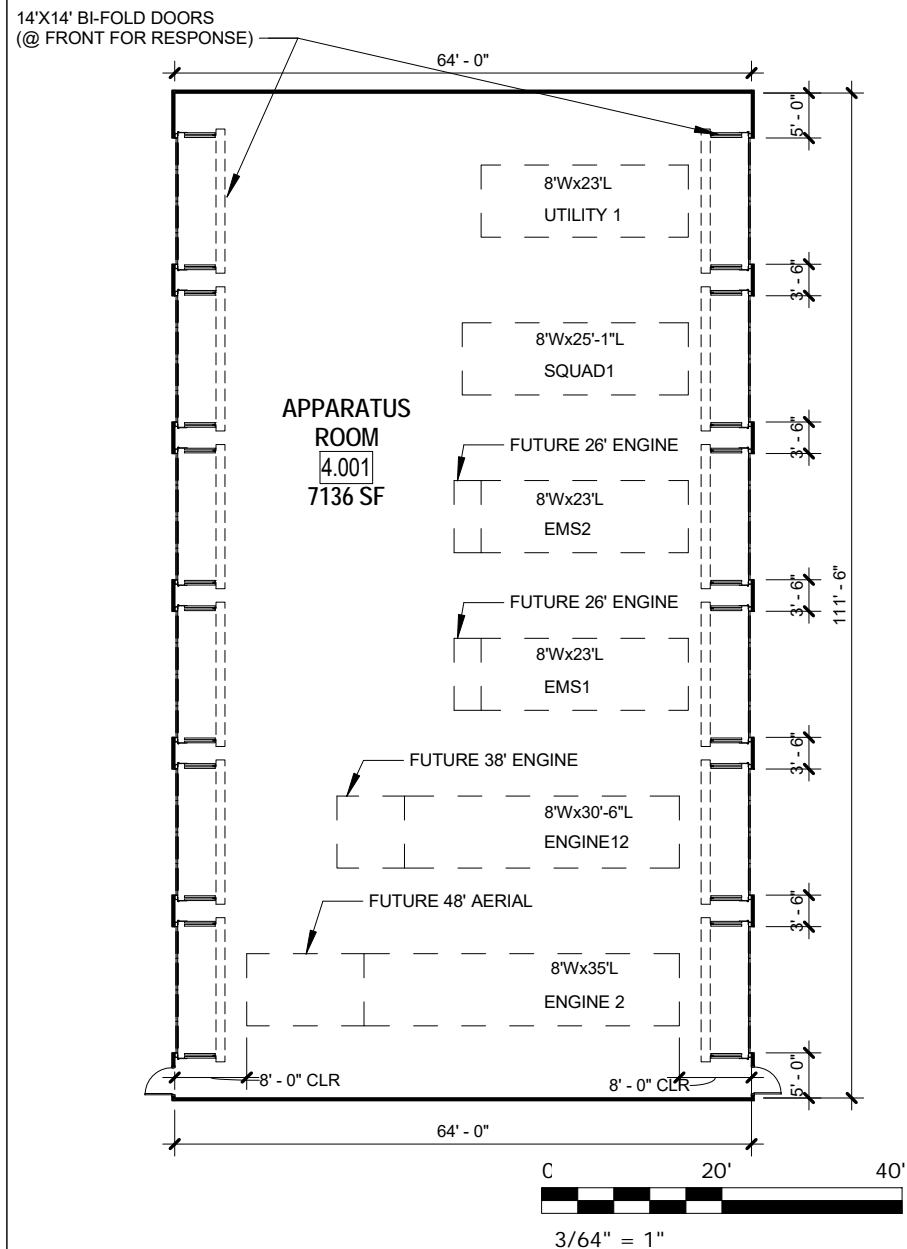 14'X14' BI-FOLD DOORS
(@ FRONT FOR RESPONSE)
64' - 0"
5' - 0"
8'Wx23'L
UTILITY 1
3' - 6"
8'Wx25'-1"L
SQUAD1
APPARATUS
ROOM
4.001
7136 SF
3' - 6"
FUTURE 26' ENGINE
8'Wx23'L
EMS2
3' - 6"
111' - 6"
FUTURE 26' ENGINE
8'Wx23'L
EMS1
3' - 6"
FUTURE 38' ENGINE
8'Wx30'-6"L
ENGINE12
3' - 6"
FUTURE 48' AERIAL
8'Wx35'L
ENGINE 2
8' - 0" CLR
8' - 0" CLR
5' - 0"
64' - 0"
0 20' 40'
3/64" = 1"